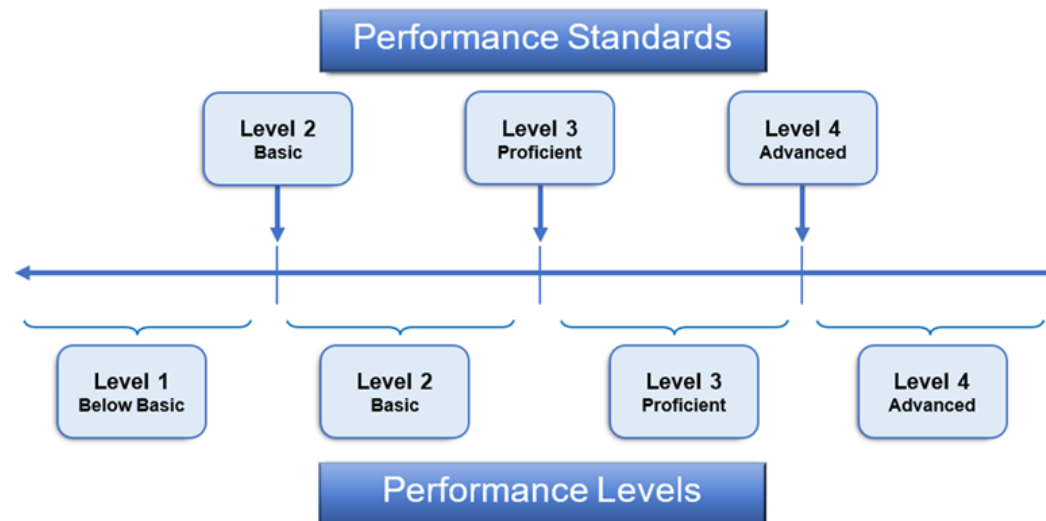 Performance Standards
Level 2
Basic
Level 3
Proficient
Level 4
Advanced
Level 1
Below Basic
Level 2
Basic
Level 3
Proficient
Level 4
Advanced
Performance Levels